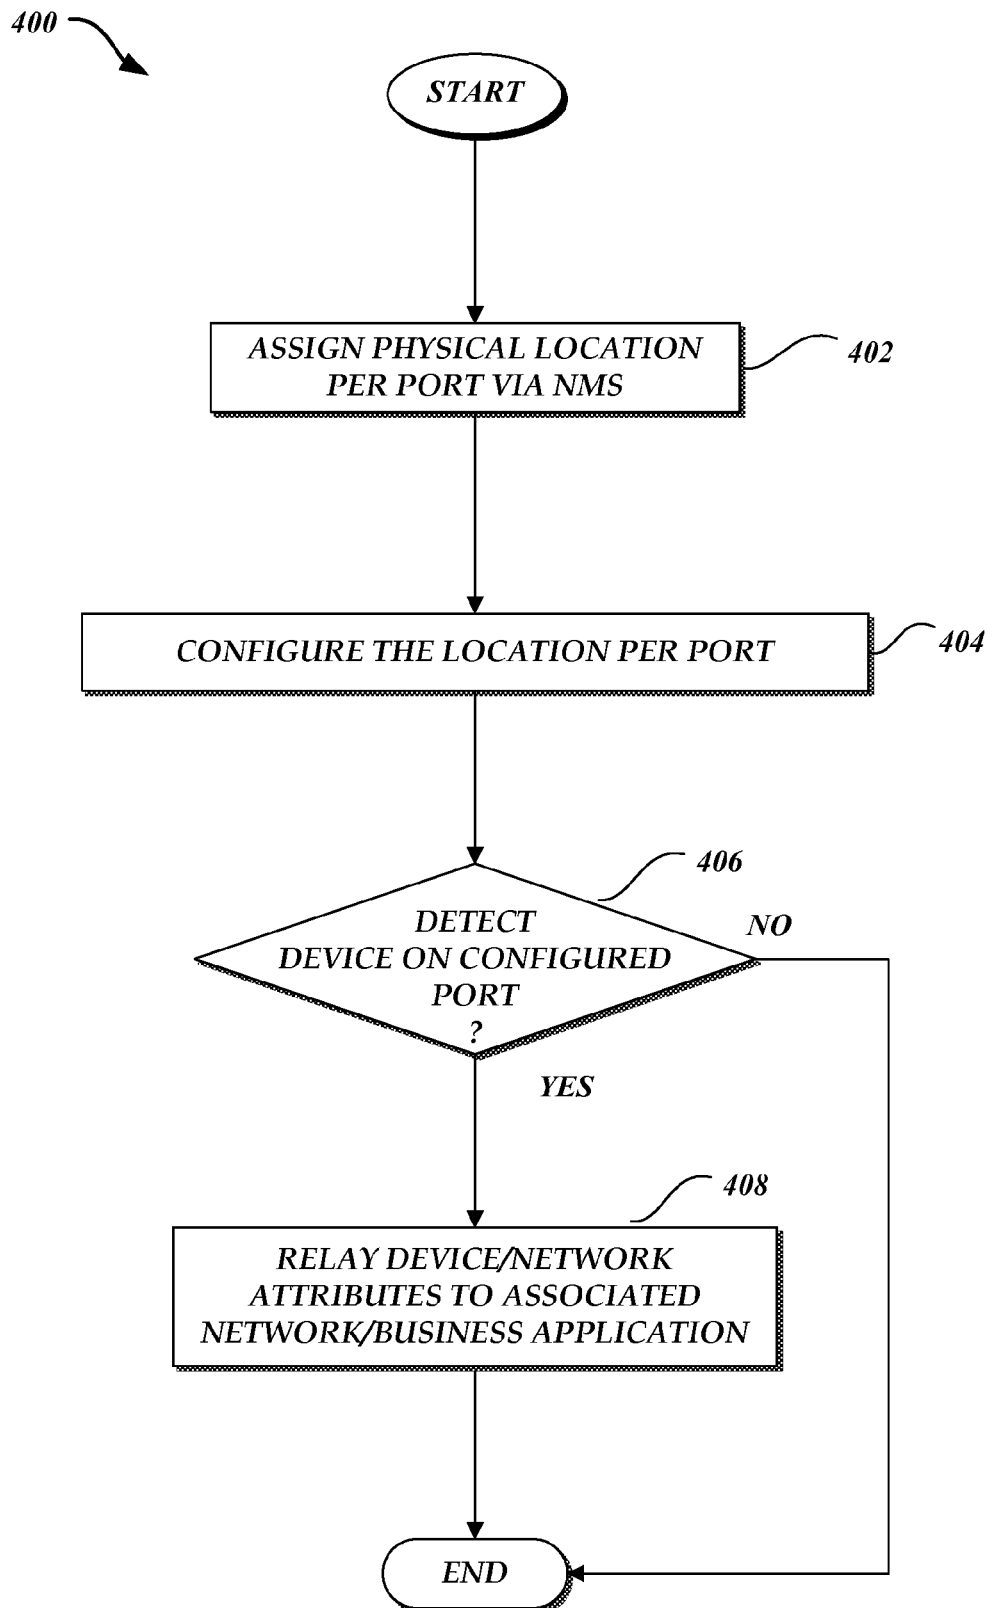 400
START
ASSIGN PHYSICAL LOCATION
PER PORT VIA NMS
402
CONFIGURE THE LOCATION PER PORT
404
406
DETECT
DEVICE ON CONFIGURED
PORT
?
NO
YES
408
RELAY DEVICE/NETWORK
ATTRIBUTES TO ASSOCIATED
NETWORK/BUSINESS APPLICATION
END